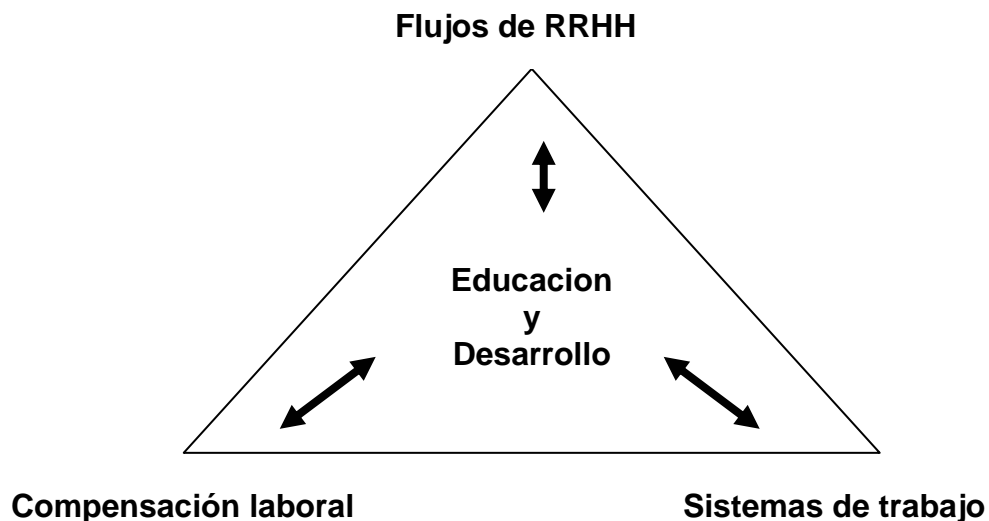 Flujos de RRHH
Educacion
y
Desarrollo
Compensación laboral
Sistemas de trabajo